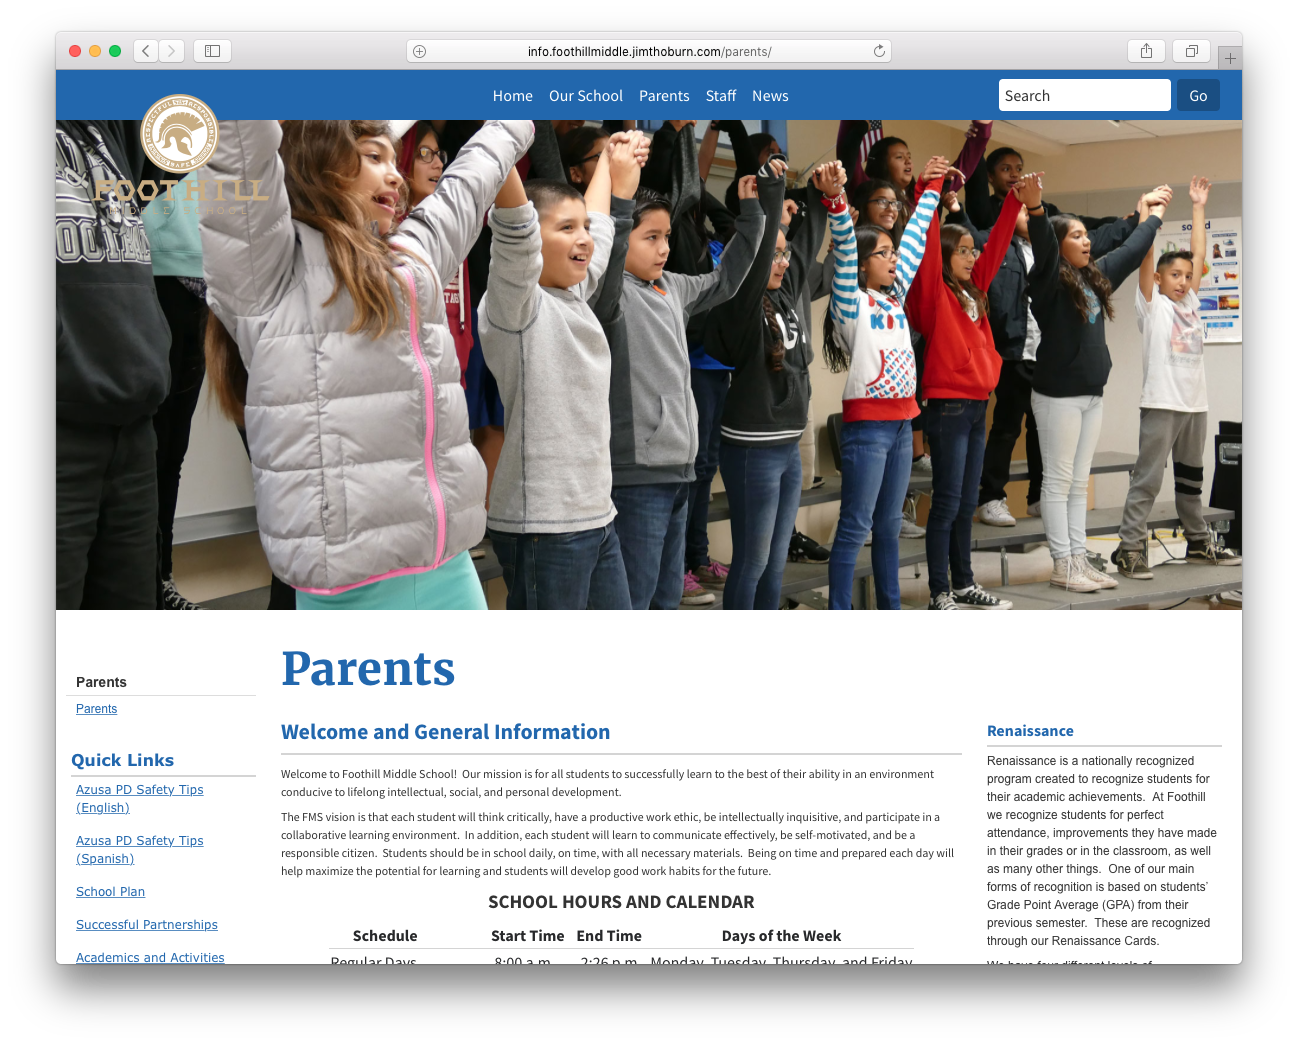 info.foothillmiddle.jimthoburn.com/parents/
Home Our School Parents Staff News
Search Go
RESPECTFUL RESPONSIBLE
SAFE
FOOTHILL
MIDDLE SCHOOL
KIT
Parents
Parents
Parents
Quick Links
Azusa PD Safety Tips
(English)
Azusa PD Safety Tips
(Spanish)
School Plan
Successful Partnerships
Academics and Activities
Welcome and General Information
Welcome to Foothill Middle School!  Our mission is for all students to successfully learn to the best of their ability in an environment
conducive to lifelong intellectual, social, and personal development.
The FMS vision is that each student will think critically, have a productive work ethic, be intellectually inquisitive, and participate in a
collaborative learning environment.  In addition, each student will learn to communicate effectively, be self-motivated, and be a
responsible citizen.  Students should be in school daily, on time, with all necessary materials.  Being on time and prepared each day will
help maximize the potential for learning and students will develop good work habits for the future.
SCHOOL HOURS AND CALENDAR
Schedule Start Time End Time Days of the Week
Regular Days 8:00 a.m. 2:26 p.m. Monday, Tuesday, Thursday, and Friday
Renaissance
Renaissance is a nationally recognized
program created to recognize students for
their academic achievements.  At Foothill
we recognize students for perfect
attendance, improvements they have made
in their grades or in the classroom, as well
as many other things.  One of our main
forms of recognition is based on students'
Grade Point Average (GPA) from their
previous semester.  These are recognized
through our Renaissance Cards.
We have four different levels of